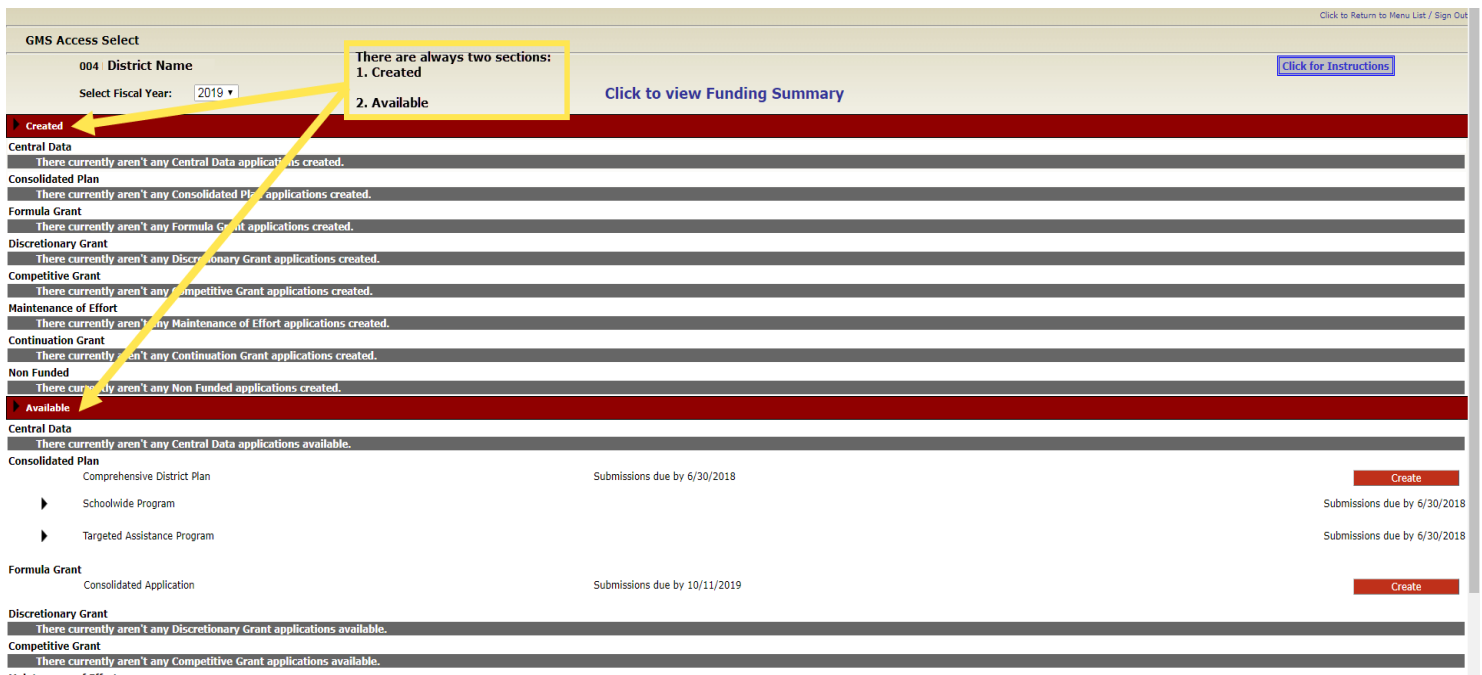 Click to Return to Menu List / Sign Out
GMS Access Select
004 District Name
There are always two sections:
1. Created
2. Available
Click for Instructions
Select Fiscal Year: 2019
Click to view Funding Summary
Created
Central Data
There currently aren't any Central Data applications created.
Consolidated Plan
There currently aren't any Consolidated Plan applications created.
Formula Grant
There currently aren't any Formula Grant applications created.
Discretionary Grant
There currently aren't any Discretionary Grant applications created.
Competitive Grant
There currently aren't any Competitive Grant applications created.
Maintenance of Effort
There currently aren't any Maintenance of Effort applications created.
Continuation Grant
There currently aren't any Continuation Grant applications created.
Non Funded
There currently aren't any Non Funded applications created.
Available
Central Data
There currently aren't any Central Data applications available.
Consolidated Plan
Comprehensive District Plan Submissions due by 6/30/2018 Create
Schoolwide Program Submissions due by 6/30/2018
Targeted Assistance Program Submissions due by 6/30/2018
Formula Grant
Consolidated Application Submissions due by 10/11/2019 Create
Discretionary Grant
There currently aren't any Discretionary Grant applications available.
Competitive Grant
There currently aren't any Competitive Grant applications available.